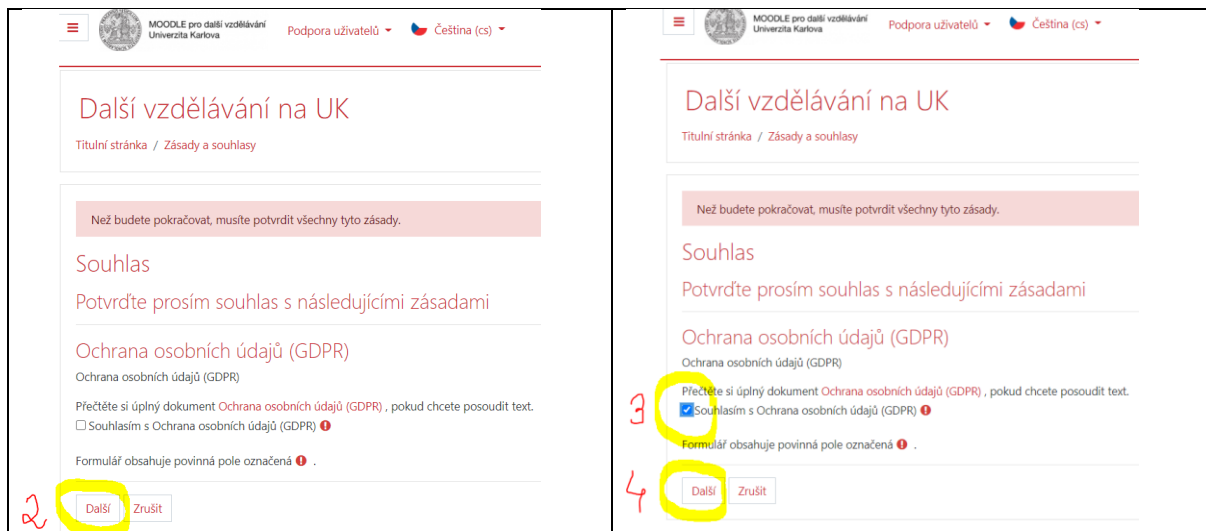 MOODLE pro další vzdělávání
Univerzita Karlova
Podpora uživatelů
Čeština (cs)
Další vzdělávání na UK
Titulní stránka / Zásady a souhlasy
Než budete pokračovat, musíte potvrdit všechny tyto zásady.
Souhlas
Potvrďte prosím souhlas s následujícími zásadami
Ochrana osobních údajů (GDPR)
Ochrana osobních údajů (GDPR)
Přečtěte si úplný dokument Ochrana osobních údajů (GDPR) , pokud chcete posoudit text.
Souhlasím s Ochrana osobních údajů (GDPR)
Formulář obsahuje povinná pole označená .
2 Další Zrušit
MOODLE pro další vzdělávání
Univerzita Karlova
Podpora uživatelů
Čeština (cs)
Další vzdělávání na UK
Titulní stránka / Zásady a souhlasy
Než budete pokračovat, musíte potvrdit všechny tyto zásady.
Souhlas
Potvrďte prosím souhlas s následujícími zásadami
Ochrana osobních údajů (GDPR)
Ochrana osobních údajů (GDPR)
Přečtěte si úplný dokument Ochrana osobních údajů (GDPR) , pokud chcete posoudit text.
3 Souhlasím s Ochrana osobních údajů (GDPR)
Formulář obsahuje povinná pole označená .
4 Další Zrušit